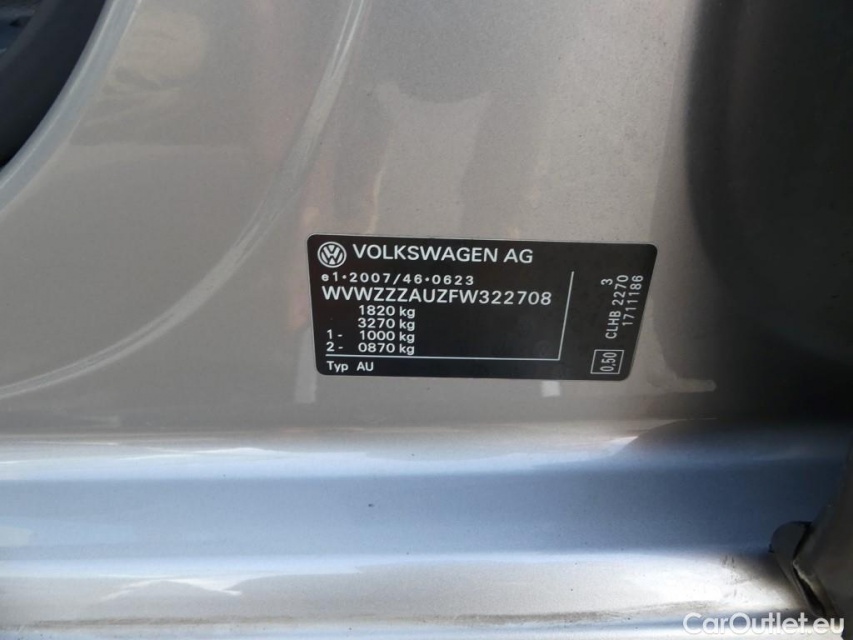 VOLKSWAGEN AG
e1*2007/46*0623
WVWZZZAUZFW322708
1820 kg
3270 kg
1- 1000 kg
2- 0870 kg
Typ AU
3
CLHB 2270
1711186
0,50
CarOutlet.eu